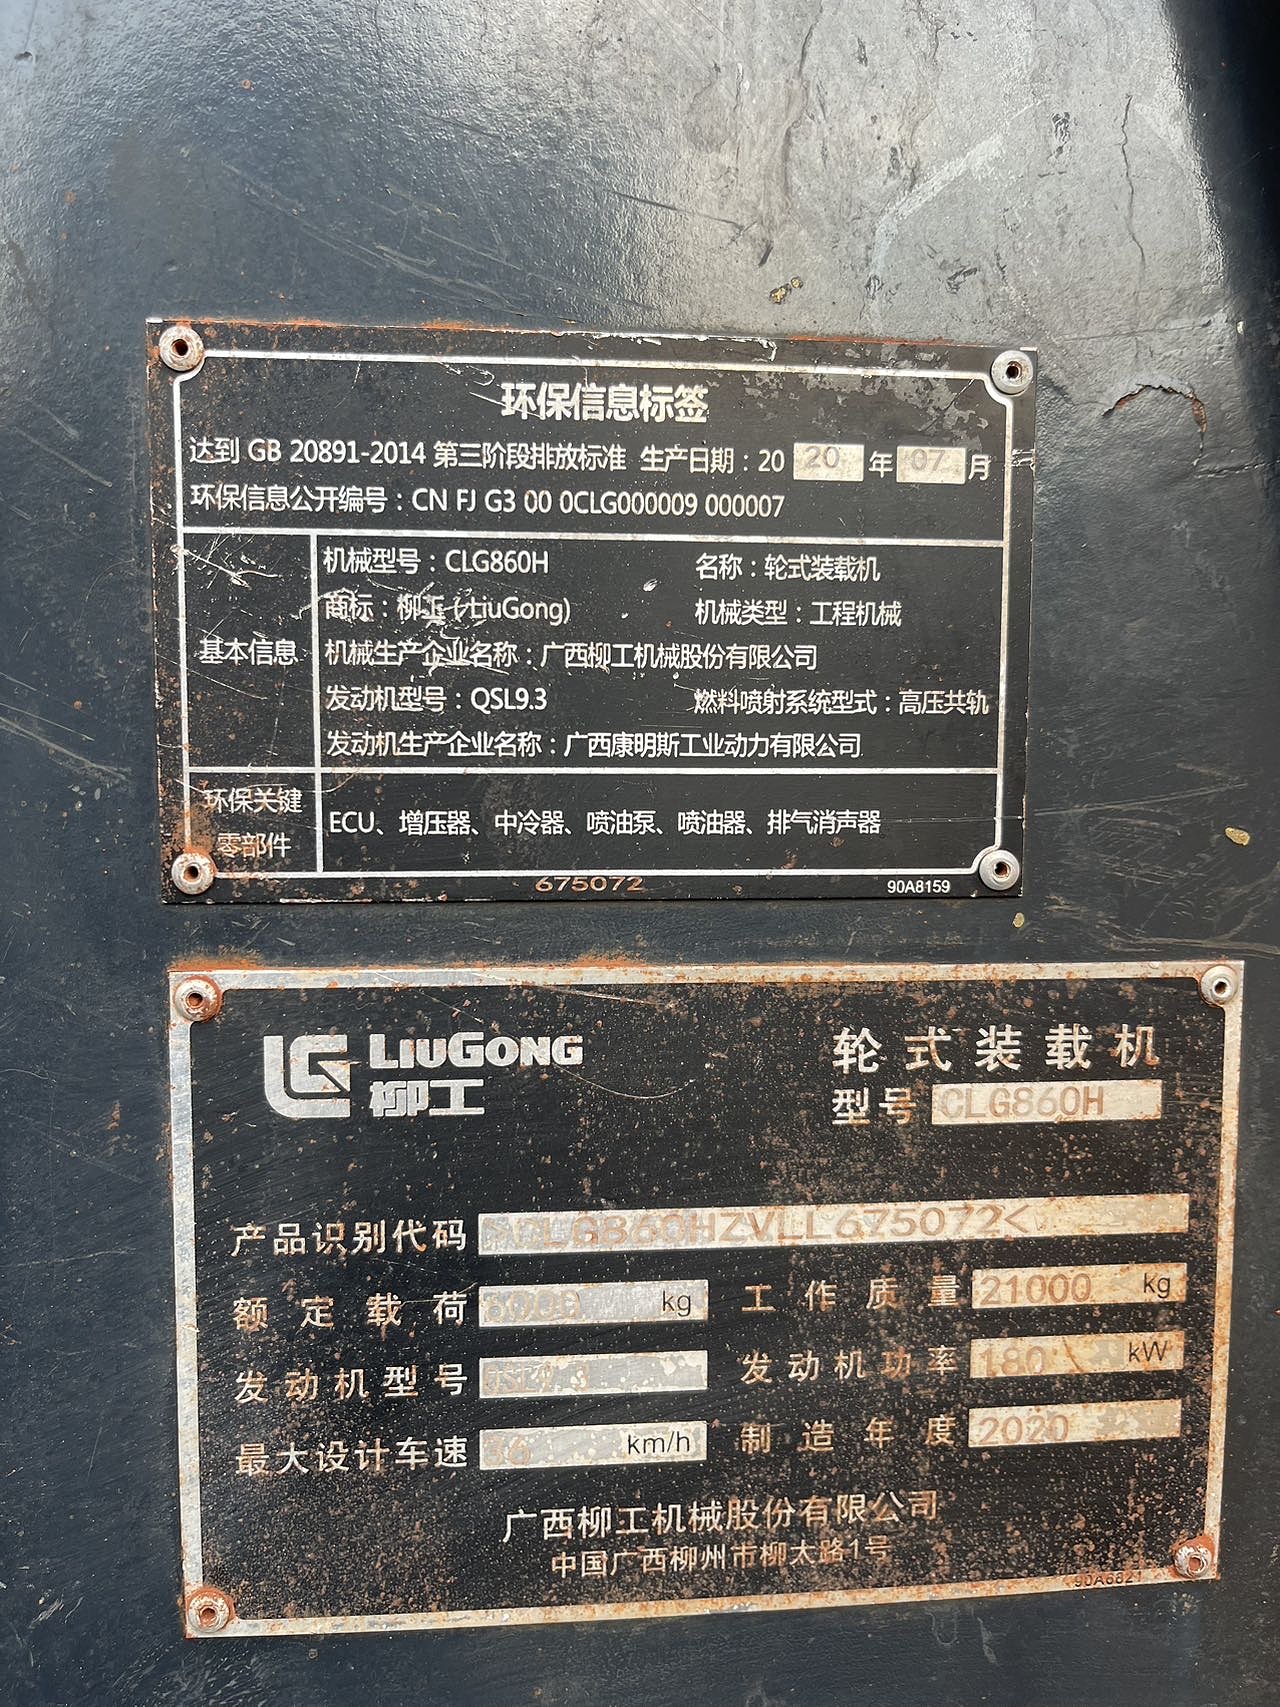 环保信息标签
达到 GB 20891-2014 第三阶段排放标准 生产日期：20 20 年 07 月
环保信息公开编号：CN FJ G3 00 0CLG000009 000007
基本信息
机械型号：CLG860H 名称：轮式装载机
商标：柳工 (LiuGong) 机械类型：工程机械
机械生产企业名称：广西柳工机械股份有限公司
发动机型号：QSL9.3 燃料喷射系统型式：高压共轨
发动机生产企业名称：广西康明斯工业动力有限公司
环保关键
零部件
ECU、增压器、中冷器、喷油泵、喷油器、排气消声器
675072 90A8159
LG LIUGONG
柳工
轮式装载机
型号 CLG860H
产品识别代码 LG860HZVLL675072<
额定载荷 kg 工作质量 21000 kg
发动机型号 发动机功率 180 kW
最大设计车速 36 km/h 制造年度 2020
广西柳工机械股份有限公司
中国广西柳州市柳太路1号
90A6821